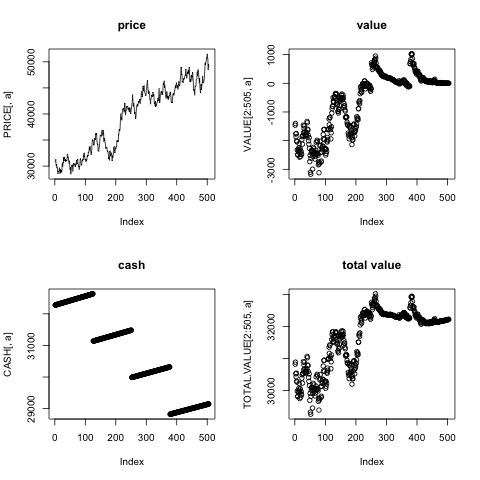 price
PRICE[, a]
30000
40000
50000
0
100
200
300
400
500
Index
value
VALUE[2:505, a]
-3000
-1000
0
1000
0
100
200
300
400
500
Index
cash
CASH[, a]
29000
31000
0
100
200
300
400
500
Index
total value
TOTAL.VALUE[2:505, a]
30000
32000
0
100
200
300
400
500
Index